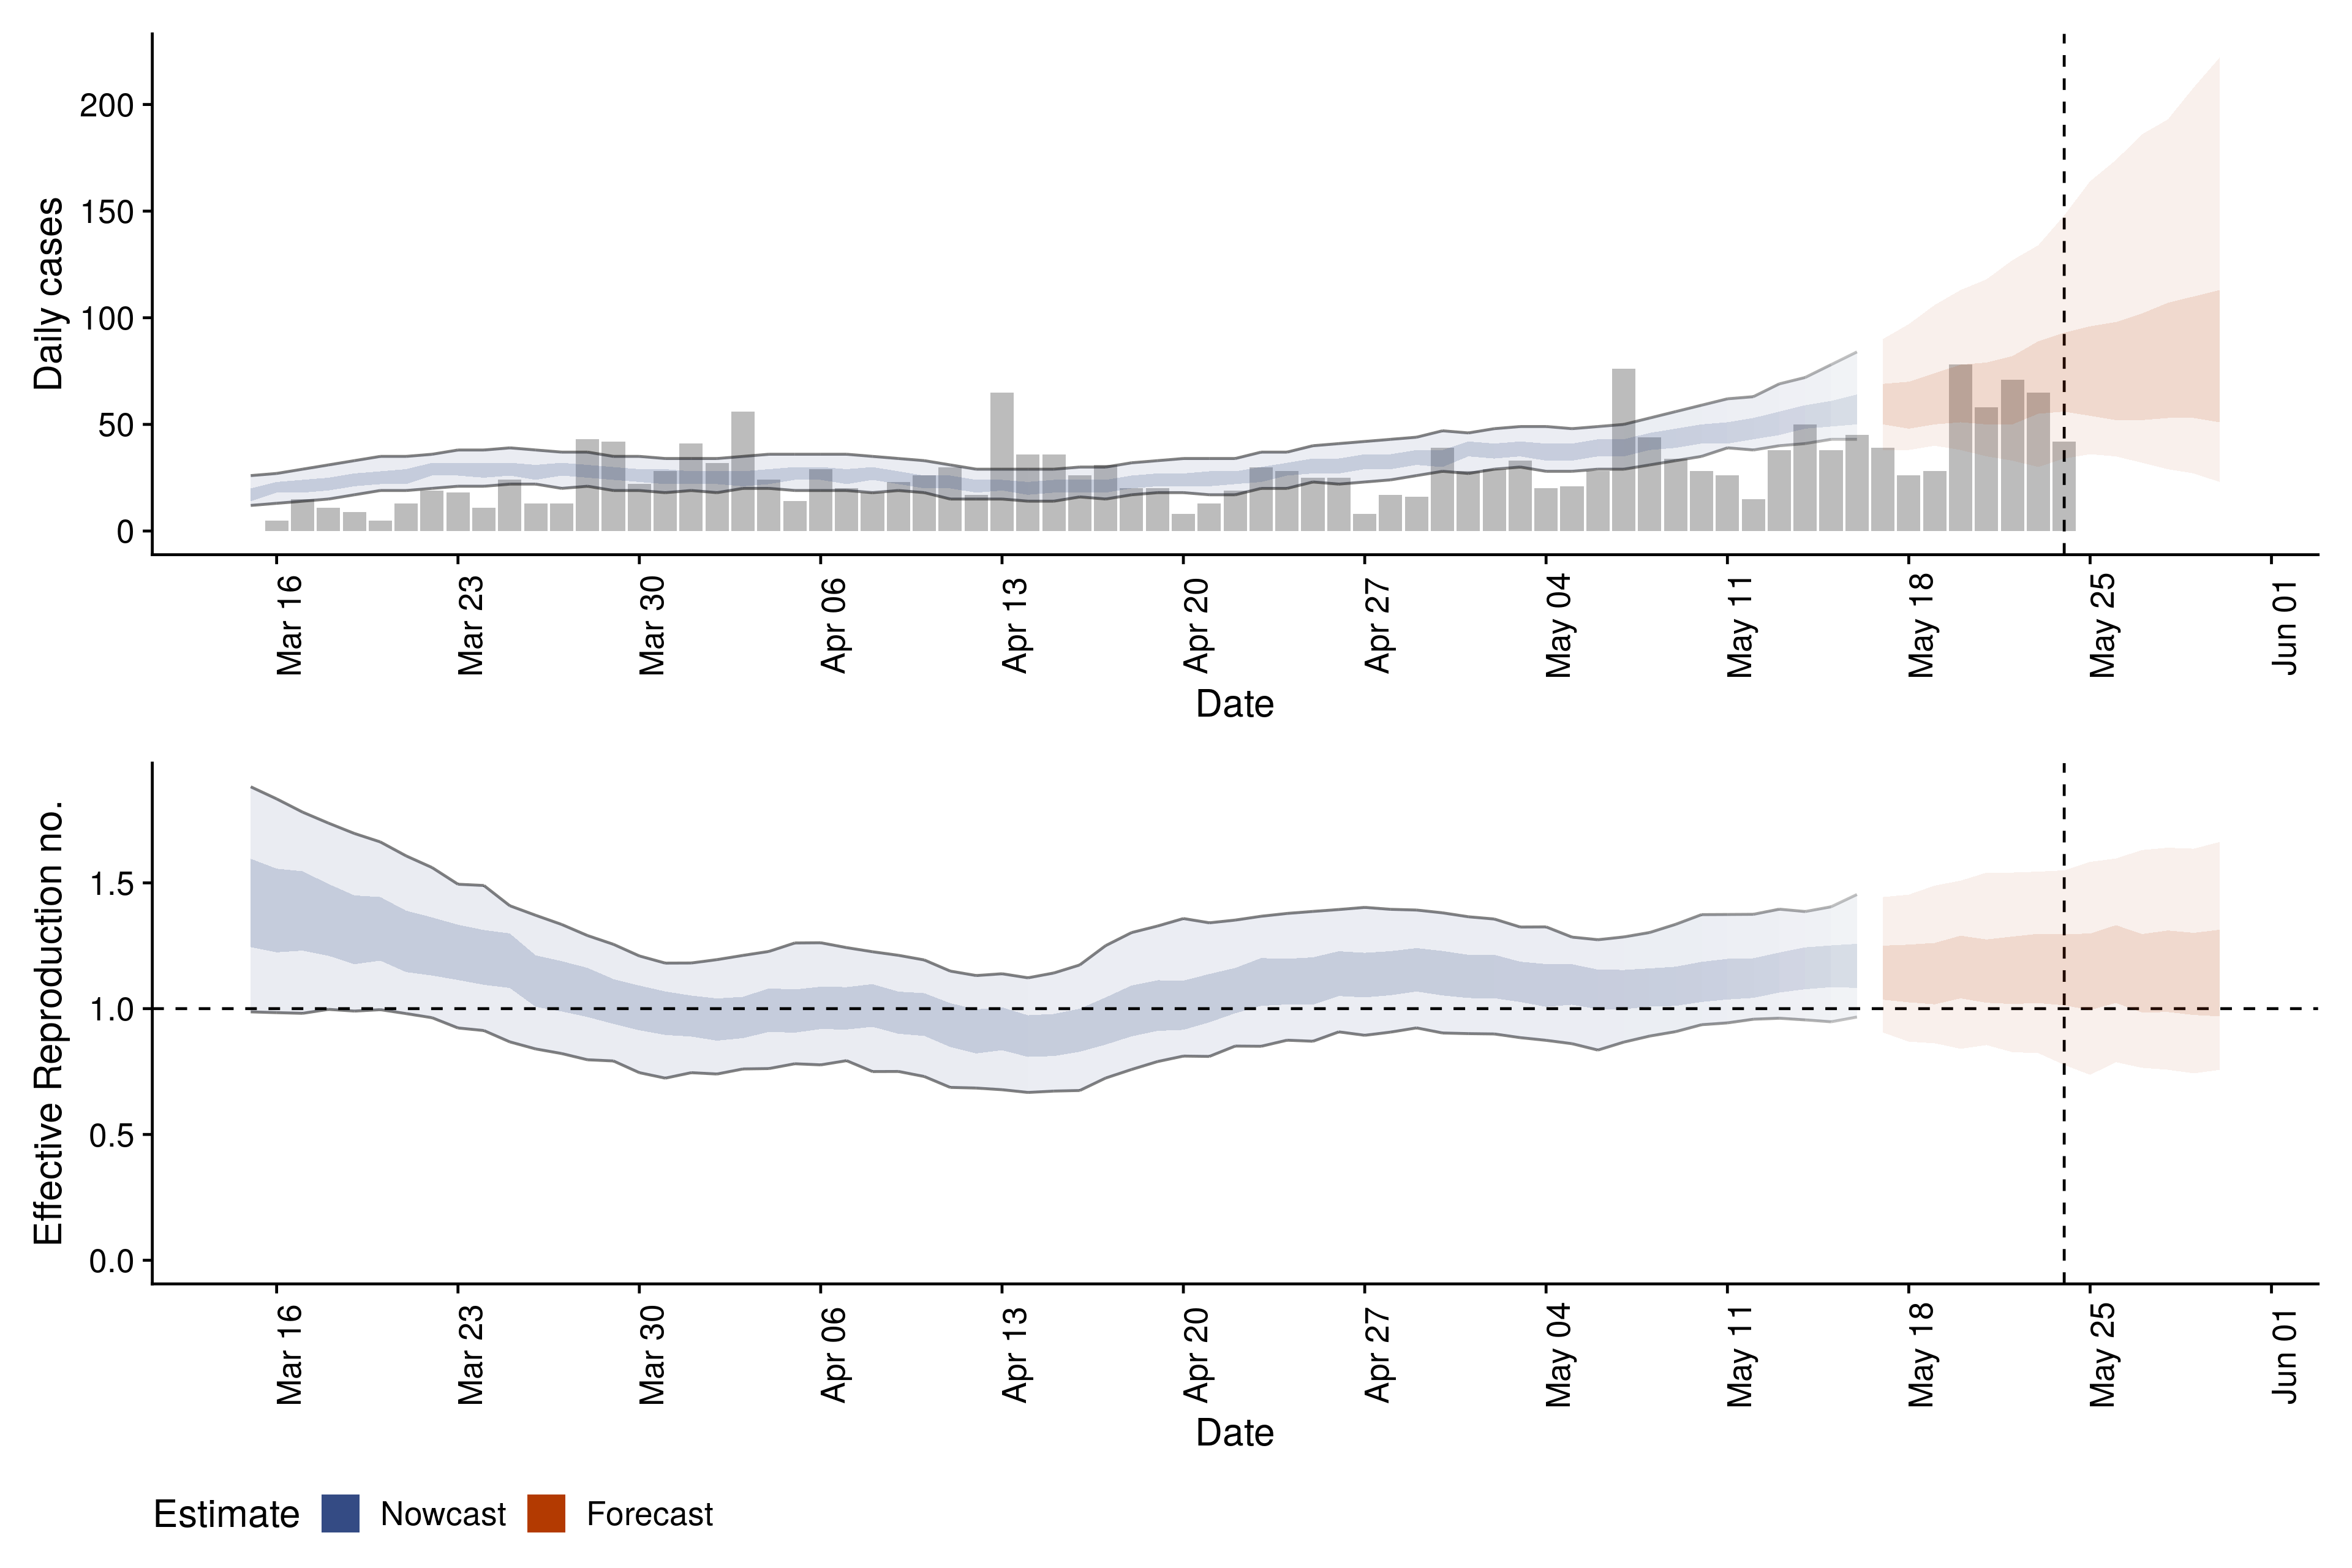 Daily cases
200
150
100
50
0
Mar 16
Mar 23
Mar 30
Apr 06
Apr 13
Apr 20
Apr 27
May 04
May 11
May 18
May 25
Jun 01
Date
Effective Reproduction no.
1.5
1.0
0.5
0.0
Mar 16
Mar 23
Mar 30
Apr 06
Apr 13
Apr 20
Apr 27
May 04
May 11
May 18
May 25
Jun 01
Date
Estimate Nowcast Forecast